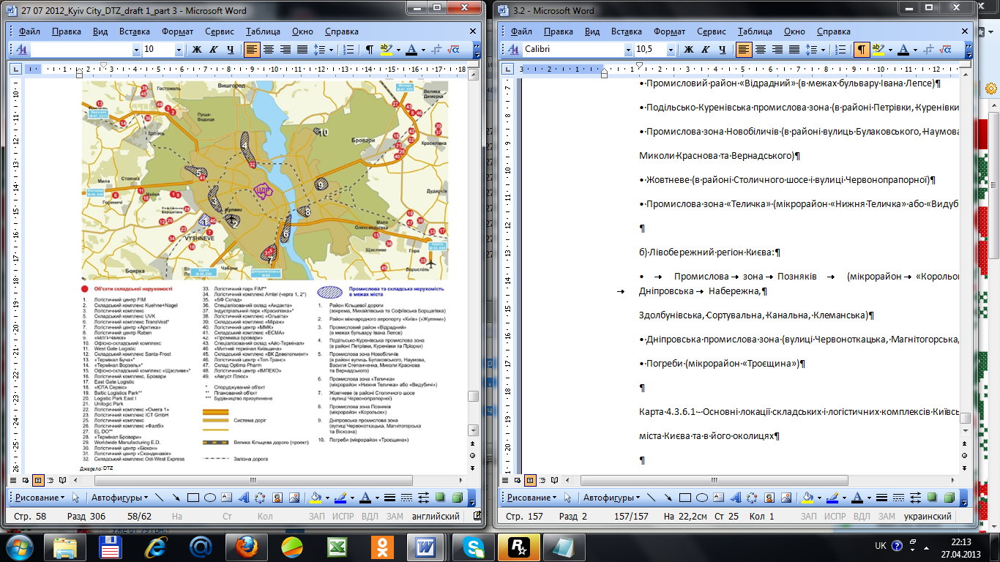 27 07 2012_Kyiv City_DTZ_draft 1_part 3 - Microsoft Word
Файл Правка Вид Вставка Формат Сервис Таблица Окно Справка
10
Вишгород
Гостомель
Велика Димерка
Пуща-Водиця
Ірпінь
Бровари
Красилівка
Мила
Стоянка
Чайки
Гореничі
ЦДР
Жуляни
VYSHNEVE
Мала Олександрівка
Щасливе
Гора
Бориспіль
Боярка
Чабани
Об'єкти складської нерухомості
1. Логістичний центр FIM
2. Складський комплекс Kuehne+Nagel
3. Логістичний комплекс
4. Складський комплекс UVK
6. Логістичний комплекс TransVest*
7. Логістичний центр «Арктика»
8. Логістичний центр Raben
9. «МЛП-Чайка»
10. Офісно-складський комплекс
11. West Gate Logistic
12. Складський комплекс Santa-Frost
13. «Термінал Буча»*
14. «Термінал Ворзель»*
15. Офісно-складський комплекс «Щасливе»*
16. Логістичний комплекс, Бровари
17. East Gate Logistic
18. «ЮТА Сервіс»
19. Baltic Logistics Park**
20. Logistic Park East I
21. Unilogic Park
22. Логістичний комплекс «Омега 1»
23. Логістичний комплекс ICT GmbH
25. Логістичний комплекс
26. Логістичний комплекс «Фалбі»
27. EL DO**
28. «Термінал Бровари»
29. Worldwide Manufacturing E.D.
30. Логістичний центр «Біокон»
31. Логістичний центр «Скандинавія»
32. Складський комплекс Ost-West Express
33. Логістичний парк FIM**
34. Логістичний комплекс Amtel (черга 1, 2*)
35. «БФ Склад»
36. Спеціалізований склад «Анданта»
37. Індустріальний парк «Красилівка»*
38. Логістичний комплекс «Ольвіта»
39. Складський комплекс «Міраж»
40. Логістичний центр «ММК»
41. Складський комплекс «ЕСМА»
42. «Проммаш Бровари»
43. Спеціалізований склад «Айс-Термінал»
44. «Митний термінал Київщина»
45. Складський комплекс «ВК Девелопмент»
46. Логістичний центр «Топ-Транс»
47. Склад Optima Pharm
48. Логістичний центр «ІМПЕКО»
49. «Август Плюс»
* Споруджуваний об'єкт
** Планований об'єкт
*** Будівництво призупинене
Система доріг
Велика Кільцева дорого (проект)
Залізна дорога
Промислова та складська нерухомість
в межах міста
1. Район Кільцевої дороги
(зокрема, Михайлівська та Софіївська Борщагівка)
2. Район міжнародного аеропорту «Київ» («Жуляни»)
3. Промисловий район «Відрадний»
(в межах бульвару Івана Лепсе)
4. Подільсько-Куренівська промислова зона
(в районі Петрівки, Куренівки та Пріорки)
5. Промислова зона Новобіличів
(в районі вулиць Булаковського, Наумова,
Василя Степанченка, Миколи Краснова
та Вернадського)
6. Промислова зона «Теличка»
(мікрорайон «Нижня Теличка» або «Видубичі»)
7. Жовтневе (в районі Столичного шосе
і вулиці Червонопрапорної)
8. Промислова зона Позняків
(мікрорайон «Корольок»)
9. Дніпровська промислова зона
(вулиці Червоноткацька, Магнітогорська
та Віскозна)
10. Погреби (мікрорайон «Троєщина»)
Джерело: DTZ
Рисование Автофигуры
Стр. 58 Разд 306 58/62 На Ст Кол ЗАП ИСПР ВДЛ ЗАМ английский
3.2 - Microsoft Word
Файл Правка Вид Вставка Формат Сервис Таблица Окно Справка
Calibri 10,5
• Промисловий район «Відрадний» (в межах бульвару Івана Лепсе)¶
• Подільсько-Куренівська промислова зона (в районі Петрівки, Куренівки
• Промислова зона Новобіличів (в районі вулиць Булаковського, Наумова
Миколи Краснова та Вернадського)¶
• Жовтневе (в районі Столичного шосе і вулиці Червонопрапорної)¶
• Промислова зона «Теличка» (мікрорайон «Нижня Теличка» або «Видуб
¶
б) Лівобережний регіон Києва:¶
• → Промислова → зона → Позняків → (мікрорайон → «Корольок
→ Дніпровська → Набережна,¶
Здолбунівська, Сортувальна, Канальна, Клеманська)¶
• Дніпровська промислова зона (вулиці Червоноткацька, Магнітогорська,
• Погреби (мікрорайон «Троєщина»)¶
¶
Карта 4.3.6.1 - Основні локації складських і логістичних комплексів Київсь
міста Києва та в його околицях¶
¶
Рисование Автофигуры
Стр. 157 Разд 2 157/157 На 22,2см Ст 25 Кол 1 ЗАП ИСПР ВДЛ ЗАМ украинский
UK 22:13
27.04.2013